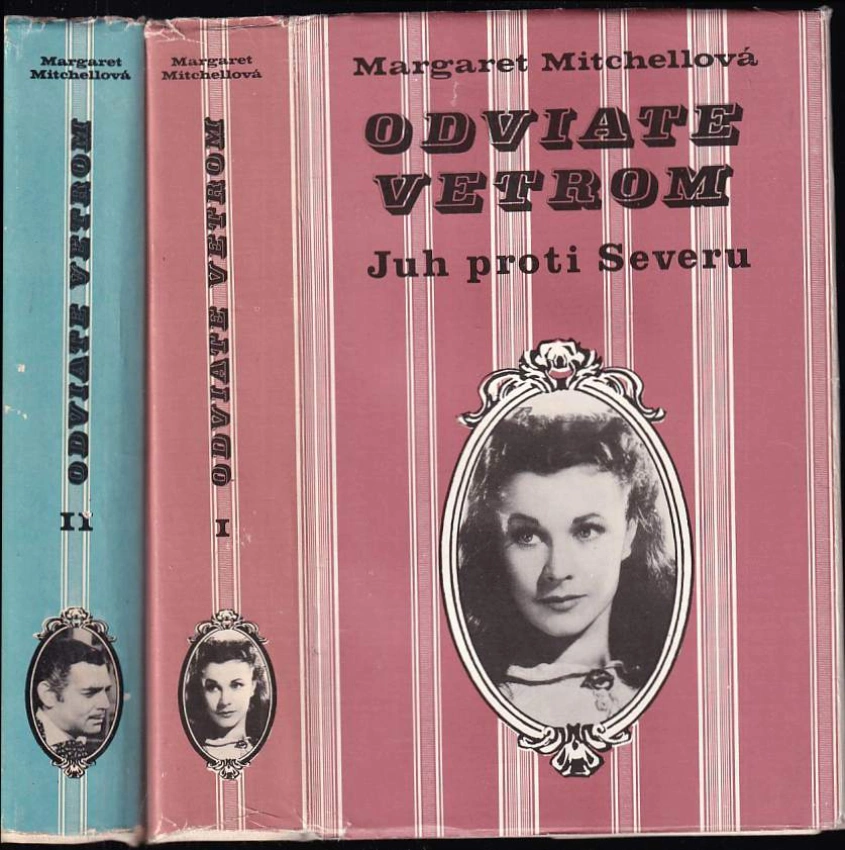 Margaret
Mitchellová
ODVIATE VETROM
II
Margaret
Mitchellová
ODVIATE VETROM
I
Margaret Mitchellová
ODVIATE
VETROM
Juh proti Severu